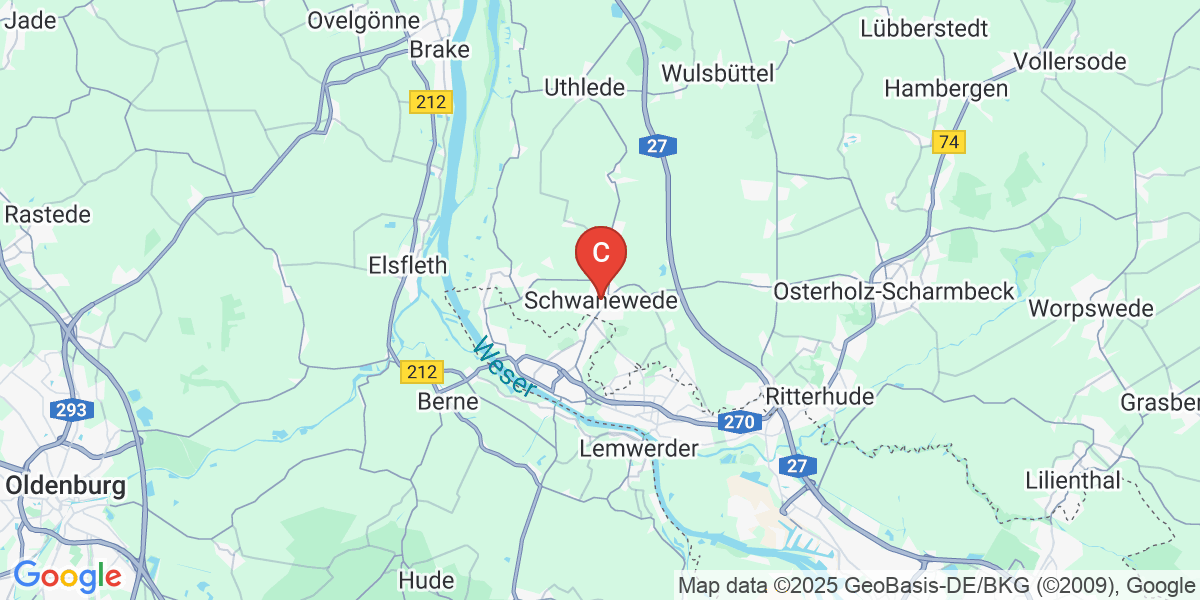 Jade
Ovelgönne
Brake
Lübberstedt
Vollersode
Wulsbüttel
Uthlede
Hambergen
212
74
27
Rastede
C
Elsfleth
Schwanewede
Osterholz-Scharmbeck
Worpswede
Weser
212
Berne
Ritterhude
Grasber
293
270
Lemwerder
27
Oldenburg
Lilienthal
Hude
Google
Map data ©2025 GeoBasis-DE/BKG (©2009), Google